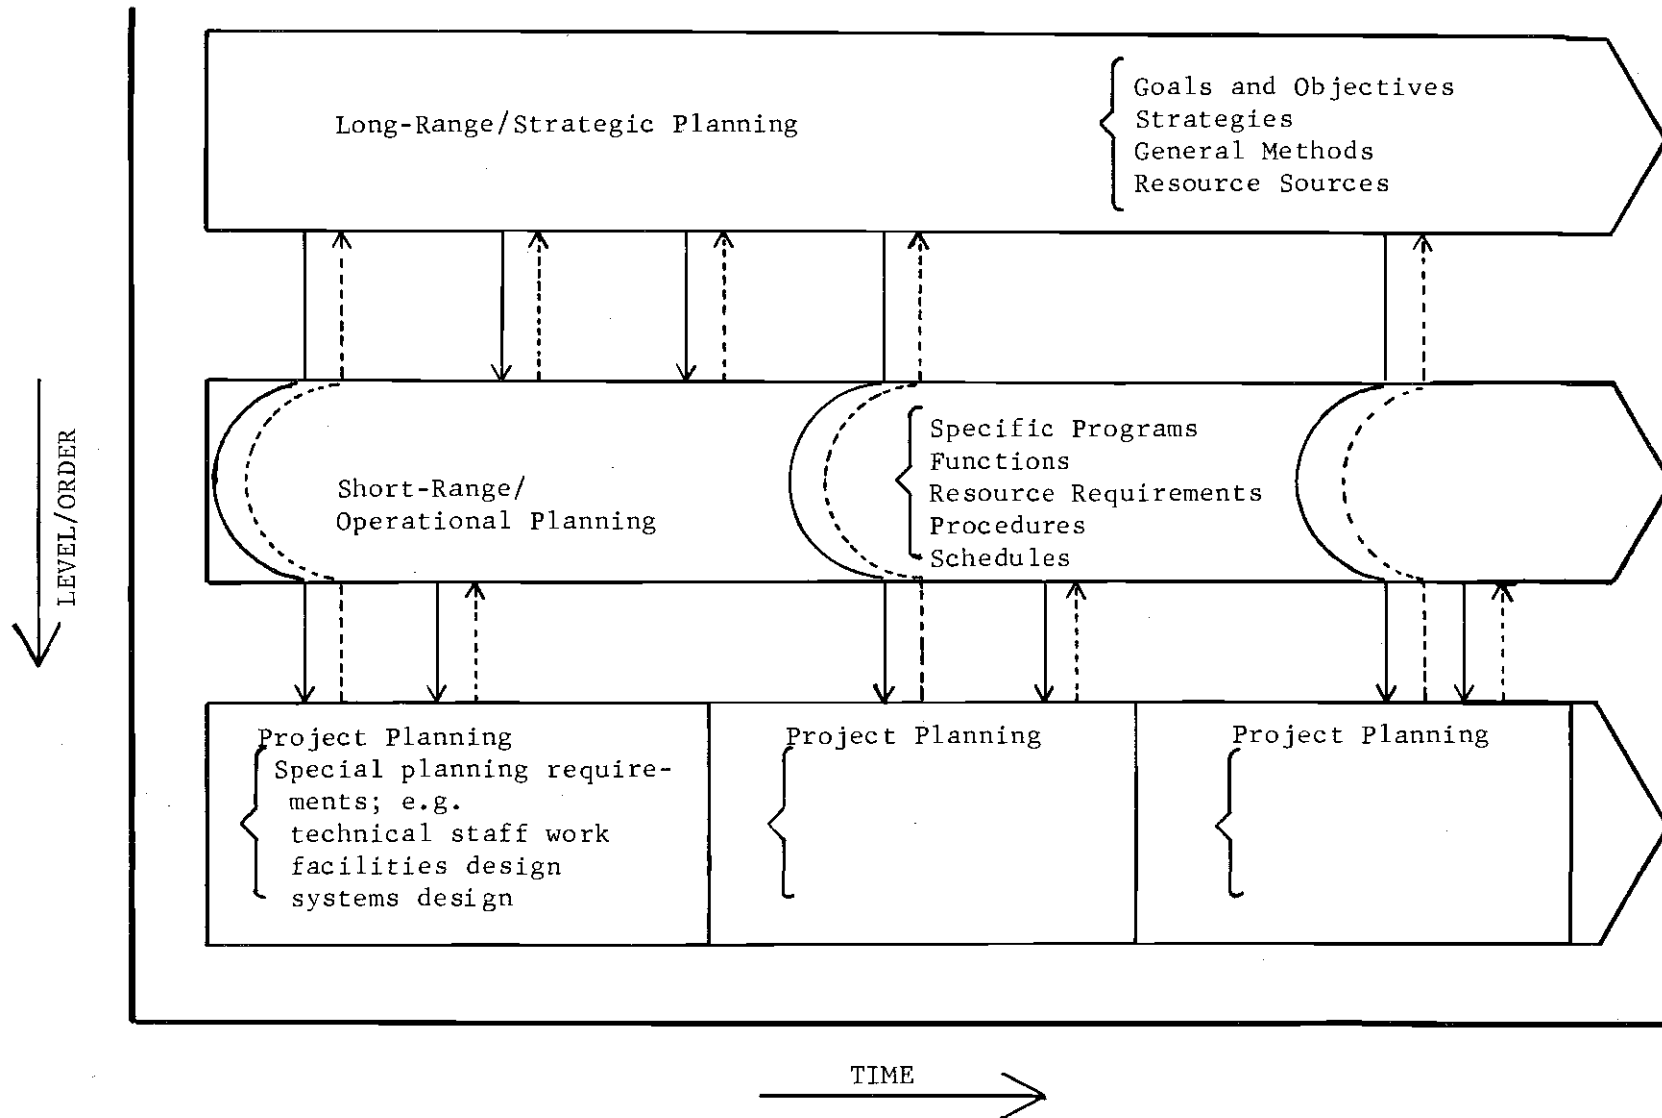 Long-Range/Strategic Planning
Goals and Objectives
Strategies
General Methods
Resource Sources
LEVEL/ORDER
Short-Range/
Operational Planning
Specific Programs
Functions
Resource Requirements
Procedures
Schedules
Project Planning
Special planning require-
ments; e.g.
technical staff work
facilities design
systems design
Project Planning
Project Planning
TIME